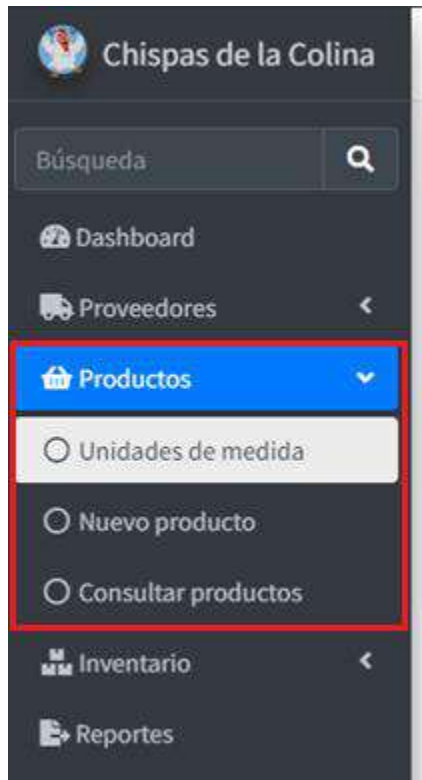 Chispas de la Colina
Búsqueda
Dashboard
Proveedores
Productos
Unidades de medida
Nuevo producto
Consultar productos
Inventario
Reportes